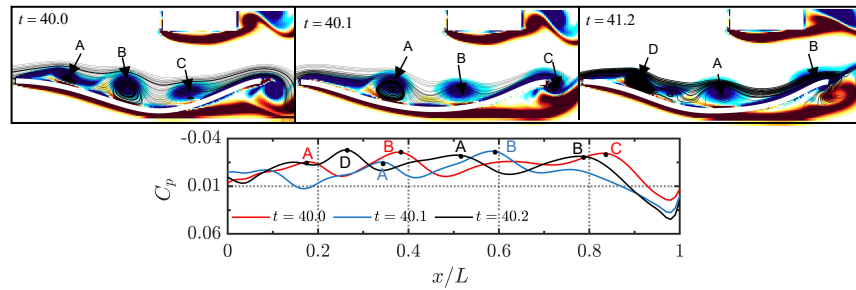 t = 40.0
A
B
C
t = 40.1
A
B
C
t = 41.2
D
A
B
-0.04
0.01
0.06
C_p
A
D
B
A
A
B
B
C
t = 40.0
t = 40.1
t = 40.2
0
0.2
0.4
0.6
0.8
1
x/L